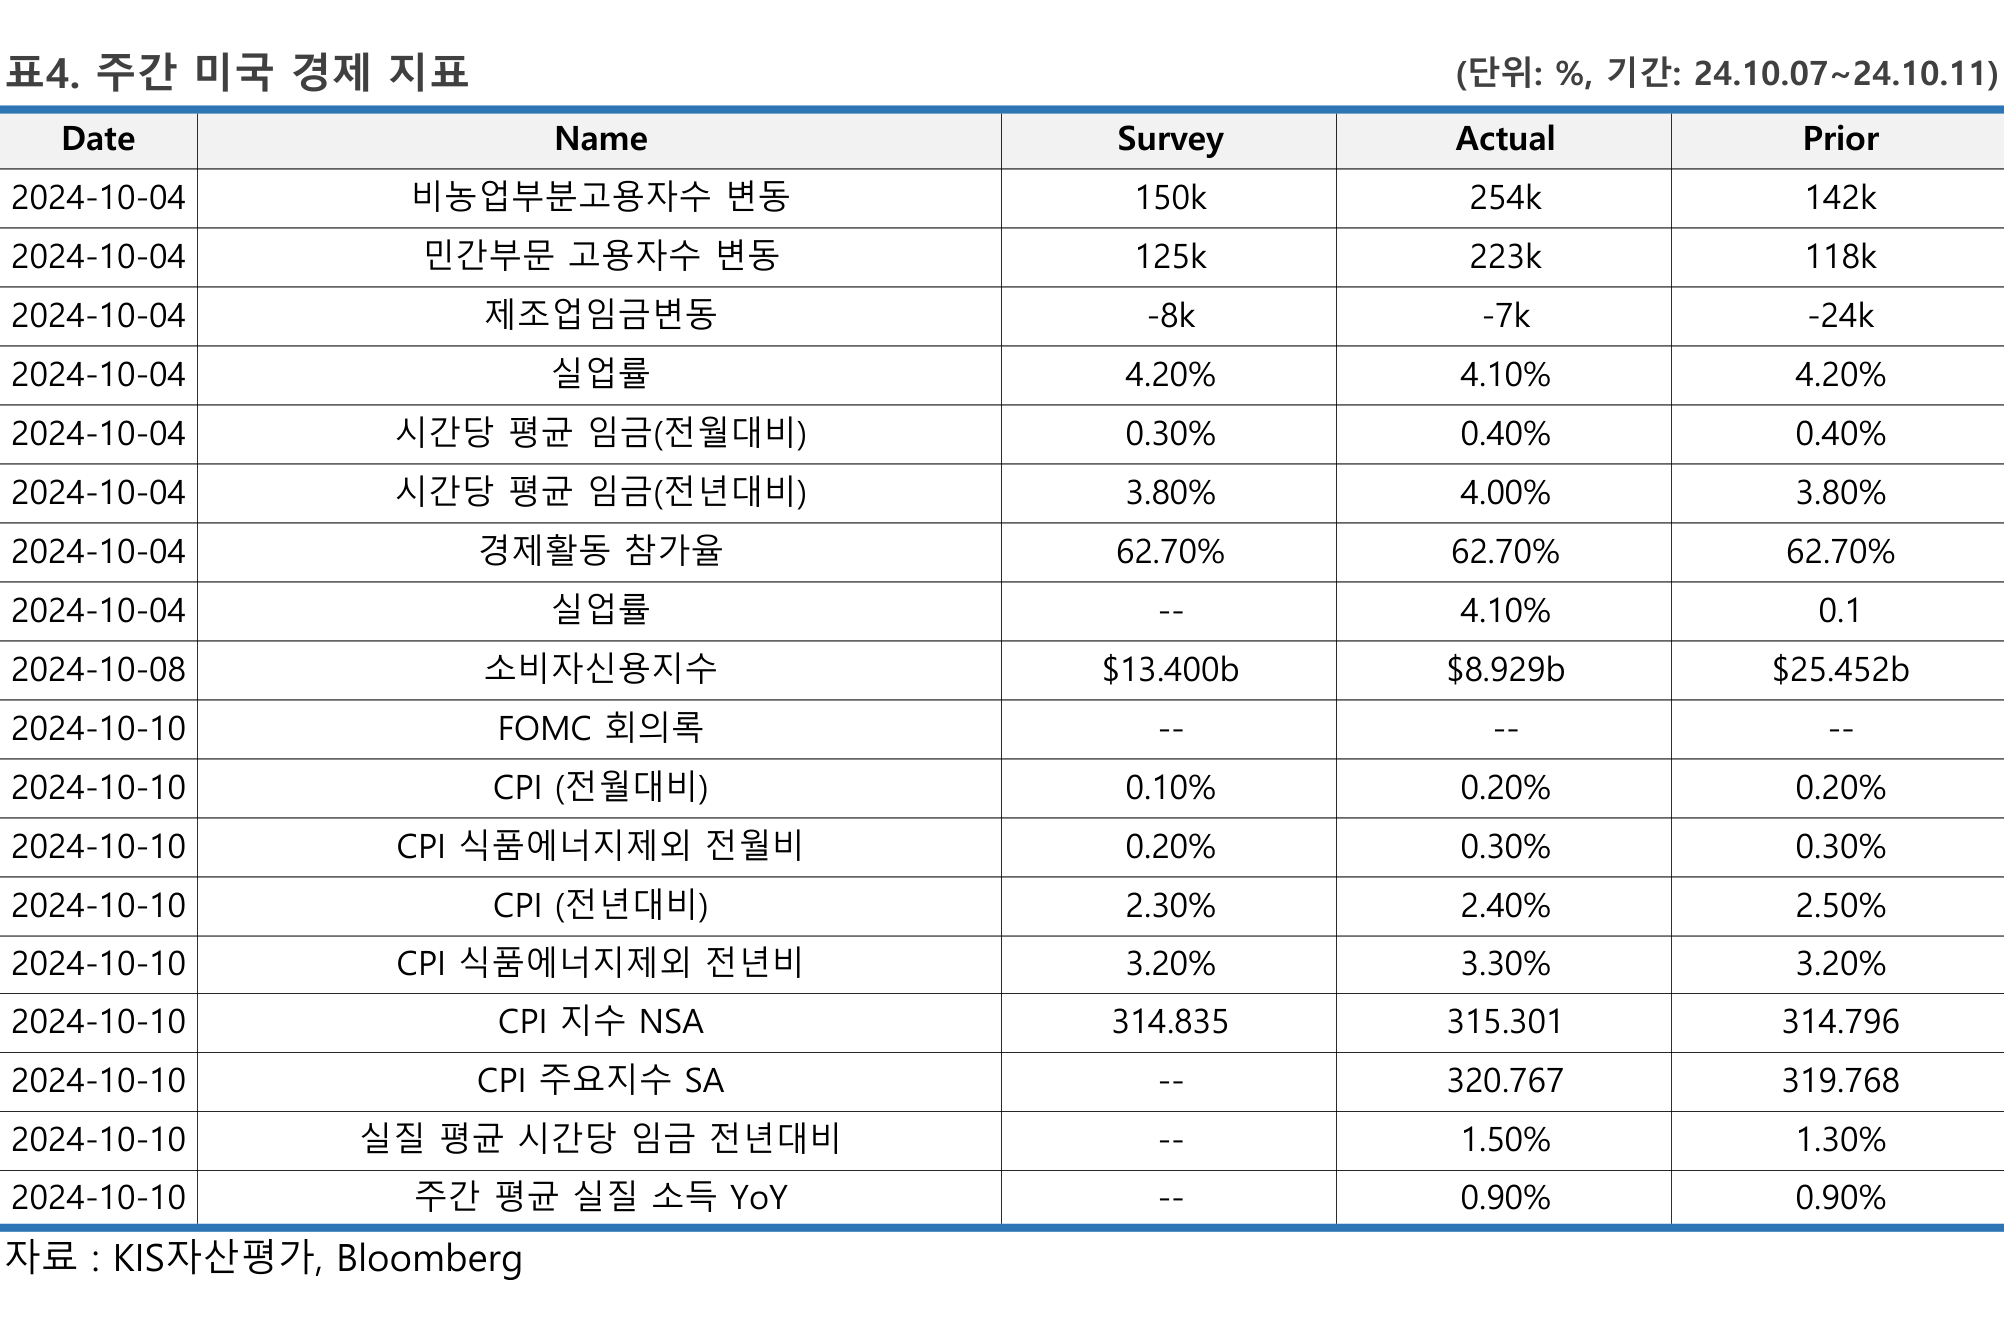 표4. 주간 미국 경제 지표 (단위: %, 기간: 24.10.07~24.10.11)
Date Name Survey Actual Prior
2024-10-04 비농업부분고용자수 변동 150k 254k 142k
2024-10-04 민간부문 고용자수 변동 125k 223k 118k
2024-10-04 제조업임금변동 -8k -7k -24k
2024-10-04 실업률 4.20% 4.10% 4.20%
2024-10-04 시간당 평균 임금(전월대비) 0.30% 0.40% 0.40%
2024-10-04 시간당 평균 임금(전년대비) 3.80% 4.00% 3.80%
2024-10-04 경제활동 참가율 62.70% 62.70% 62.70%
2024-10-04 실업률 -- 4.10% 0.1
2024-10-08 소비자신용지수 $13.400b $8.929b $25.452b
2024-10-10 FOMC 회의록 -- -- --
2024-10-10 CPI (전월대비) 0.10% 0.20% 0.20%
2024-10-10 CPI 식품에너지제외 전월비 0.20% 0.30% 0.30%
2024-10-10 CPI (전년대비) 2.30% 2.40% 2.50%
2024-10-10 CPI 식품에너지제외 전년비 3.20% 3.30% 3.20%
2024-10-10 CPI 지수 NSA 314.835 315.301 314.796
2024-10-10 CPI 주요지수 SA -- 320.767 319.768
2024-10-10 실질 평균 시간당 임금 전년대비 -- 1.50% 1.30%
2024-10-10 주간 평균 실질 소득 YoY -- 0.90% 0.90%
자료 : KIS자산평가, Bloomberg